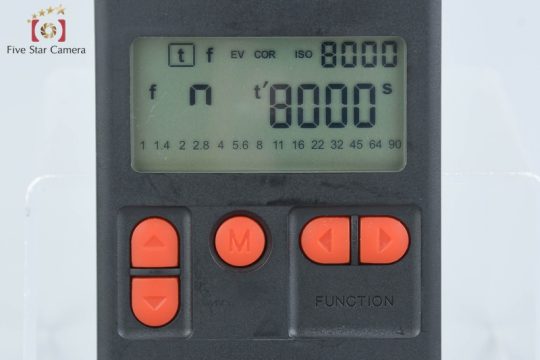 Five Star Camera
t f EV COR ISO 8000
f n t′8000 s
1 1.4 2 2.8 4 5.6 8 11 16 22 32 45 64 90
M
FUNCTION